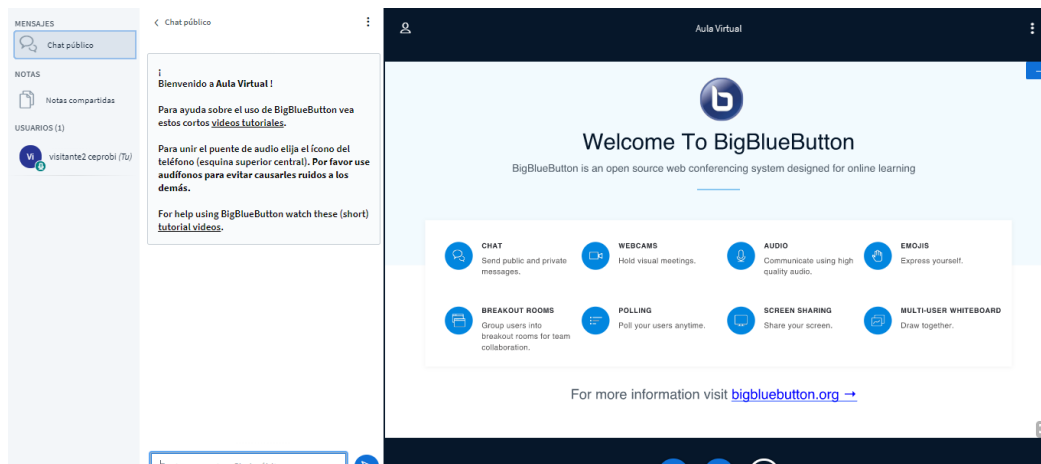 MENSAJES
Chat público
NOTAS
Notas compartidas
USUARIOS (1)
Vi
visitante2 ceprobi (Tu)
Chat público
¡
Bienvenido a Aula Virtual !
Para ayuda sobre el uso de BigBlueButton vea
estos cortos videos tutoriales.
Para unir el puente de audio elija el ícono del
teléfono (esquina superior central). Por favor use
audífonos para evitar causarles ruidos a los
demás.
For help using BigBlueButton watch these (short)
tutorial videos.
Aula Virtual
b
Welcome To BigBlueButton
BigBlueButton is an open source web conferencing system designed for online learning
CHAT
Send public and private
messages.
WEBCAMS
Hold visual meetings.
AUDIO
Communicate using high
quality audio.
EMOJIS
Express yourself.
BREAKOUT ROOMS
Group users into
breakout rooms for team
collaboration.
POLLING
Poll your users anytime.
SCREEN SHARING
Share your screen.
MULTI-USER WHITEBOARD
Draw together.
For more information visit bigbluebutton.org →